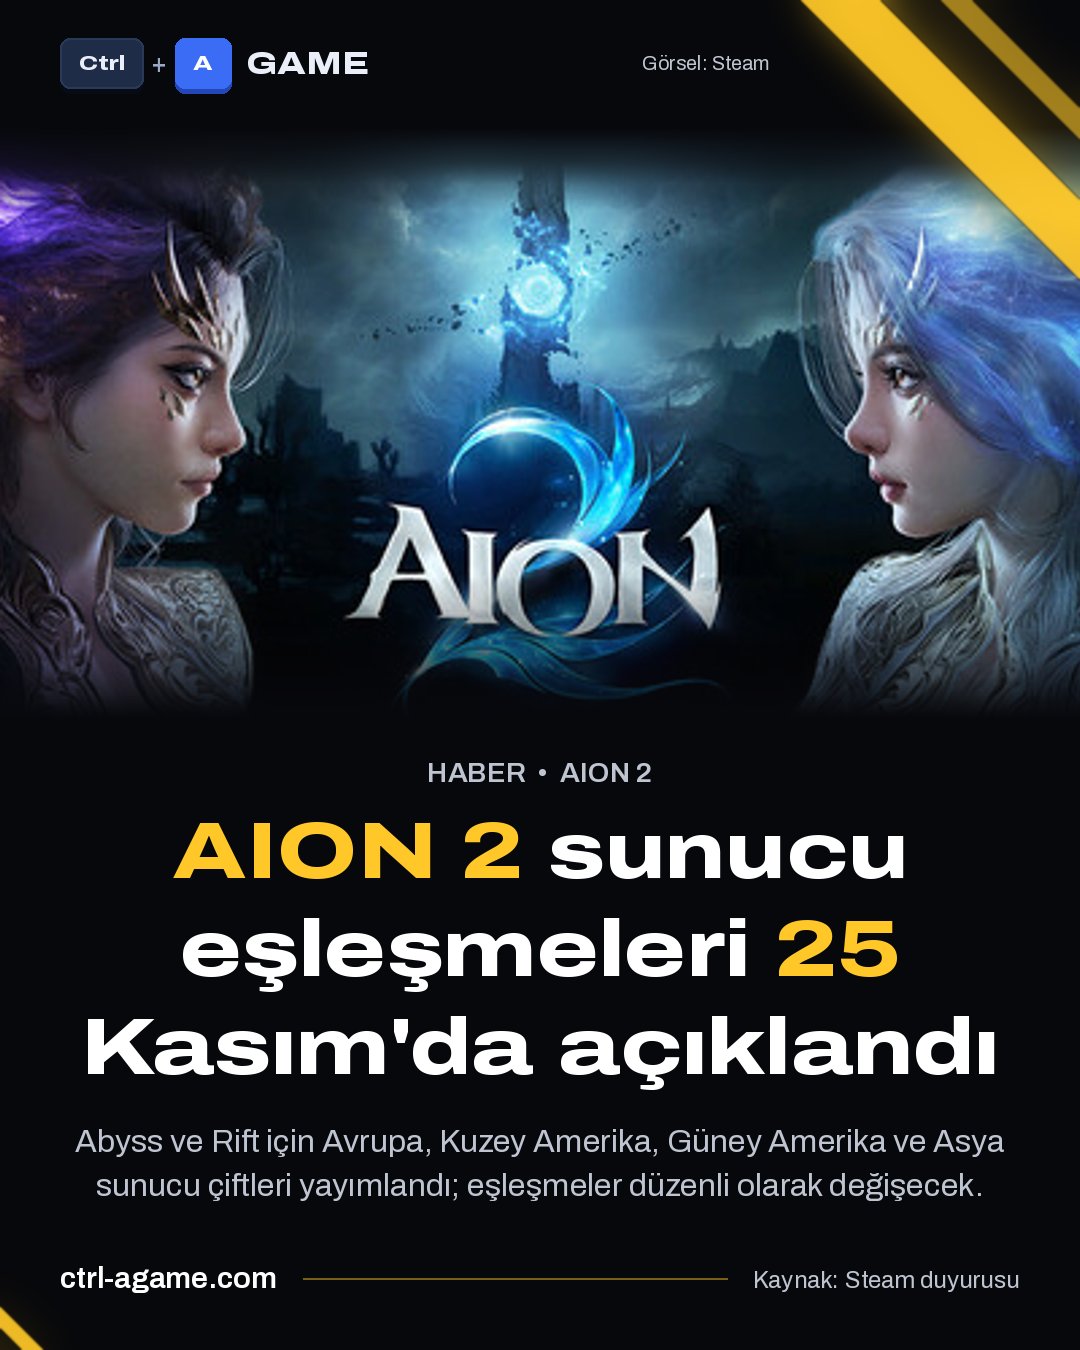 Ctrl + A GAME
Görsel: Steam
AION 2
HABER • AION 2
AION 2 sunucu
eşleşmeleri 25
Kasım'da açıklandı
Abyss ve Rift için Avrupa, Kuzey Amerika, Güney Amerika ve Asya
sunucu çiftleri yayımlandı; eşleşmeler düzenli olarak değişecek.
ctrl-agame.com
Kaynak: Steam duyurusu